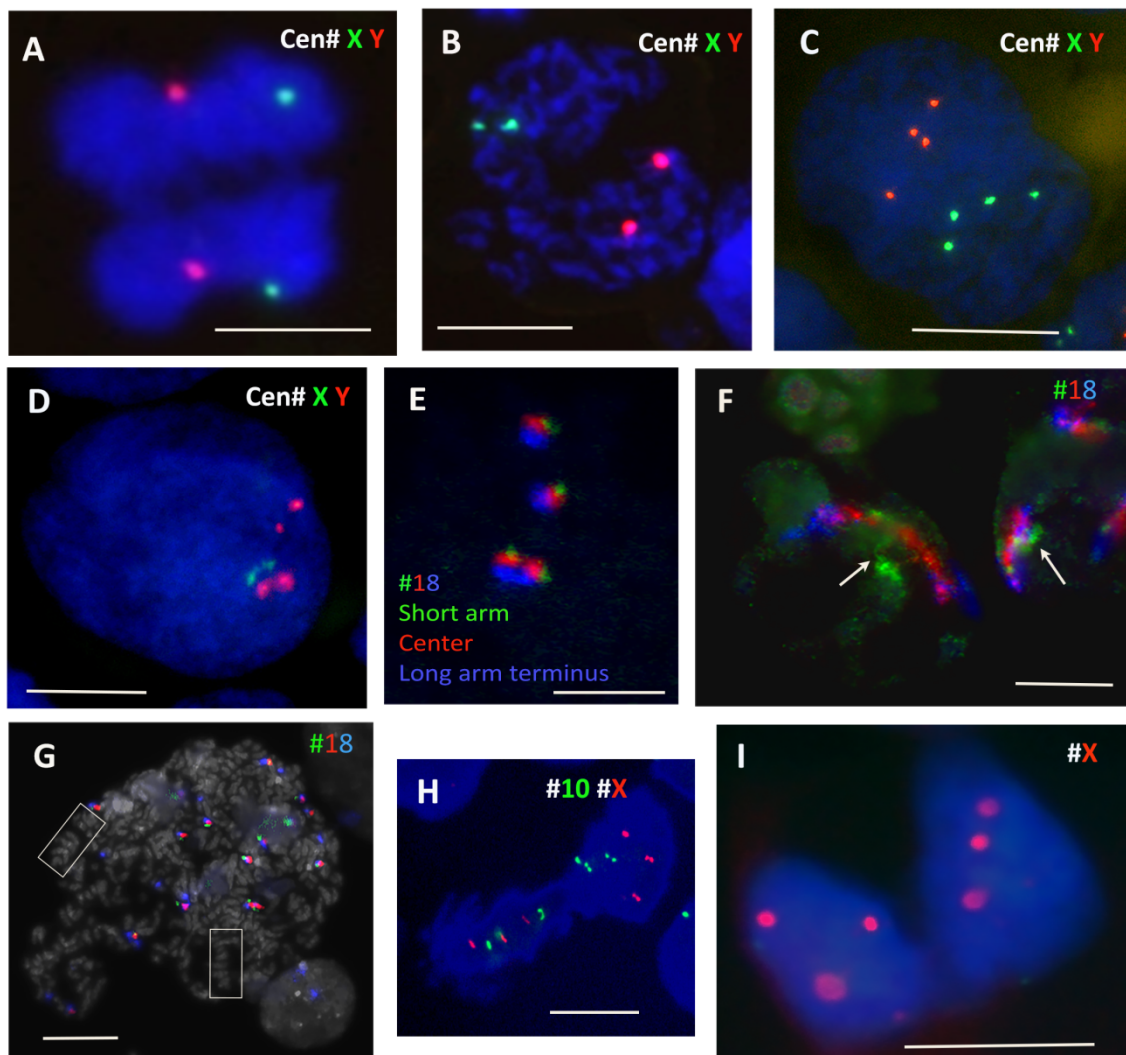 A
Cen# X Y
B
Cen# X Y
C
Cen# X Y
D
Cen# X Y
E
#18
Short arm
Center
Long arm terminus
F
#18
G
#18
H
#10 #X
I
#X